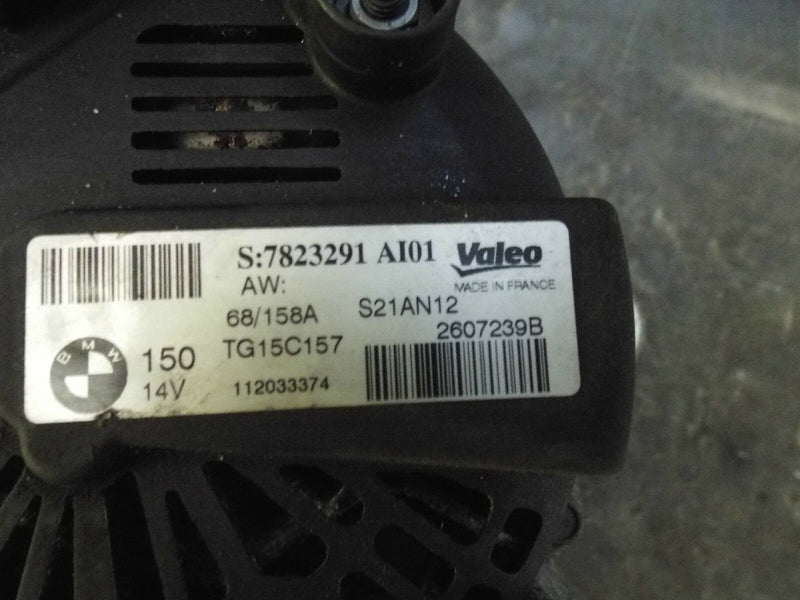 S:7823291 AI01 Valeo
AW: MADE IN FRANCE
68/158A S21AN12
BMW 150 TG15C157 2607239B
14V 112033374